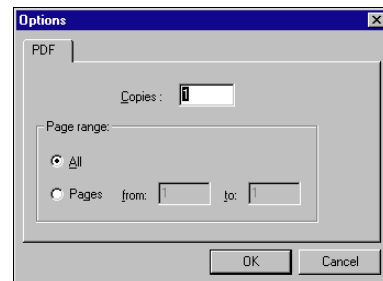 Options
PDF
Copies : 1
Page range:
All
Pages from: 1 to: 1
OK Cancel